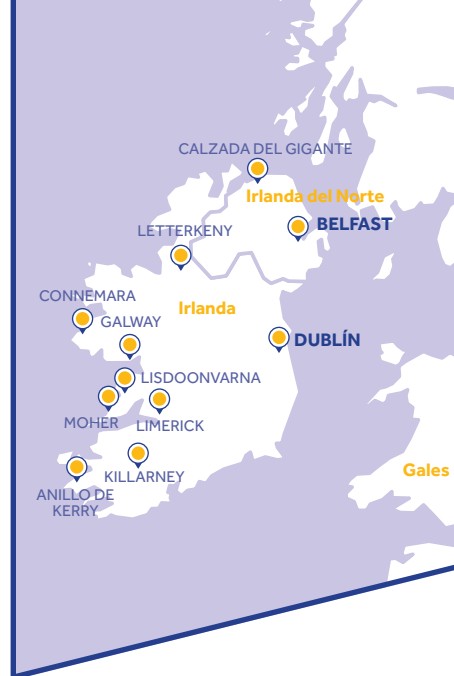 CALZADA DEL GIGANTE
Irlanda del Norte
BELFAST
LETTERKENY
CONNEMARA
Irlanda
GALWAY
DUBLÍN
LISDOONVARNA
MOHER
LIMERICK
Gales
KILLARNEY
ANILLO DE
KERRY